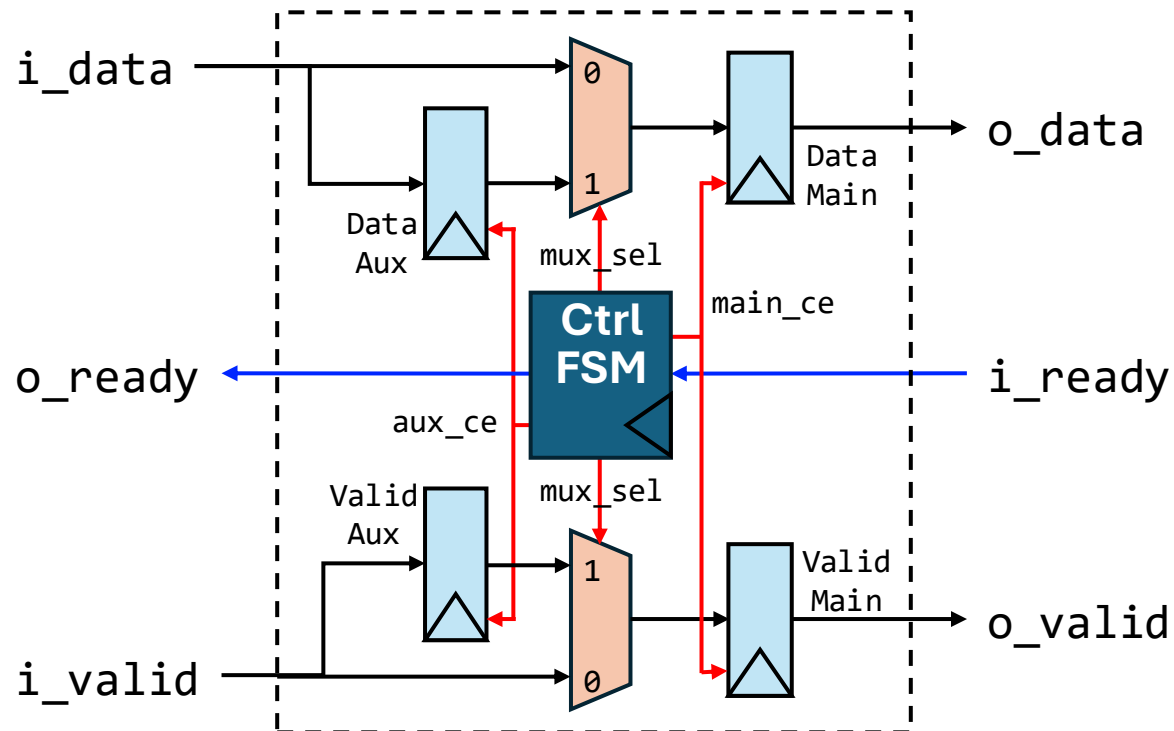 i_data
0
1
Data
Aux
Data
Main
o_data
mux_sel
main_ce
Ctrl
FSM
o_ready
i_ready
aux_ce
mux_sel
Valid
Aux
1
0
Valid
Main
i_valid
o_valid